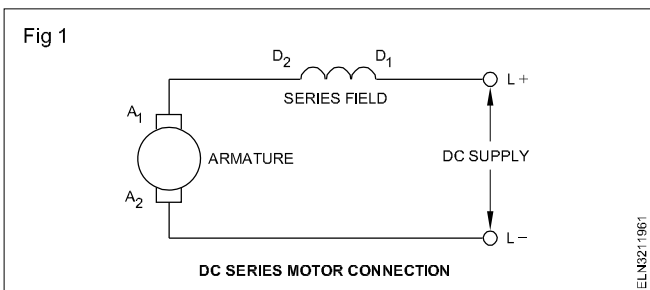 Fig 1
D2 D1
L +
SERIES FIELD
A1
ARMATURE
DC SUPPLY
A2
L −
DC SERIES MOTOR CONNECTION
ELN3211961